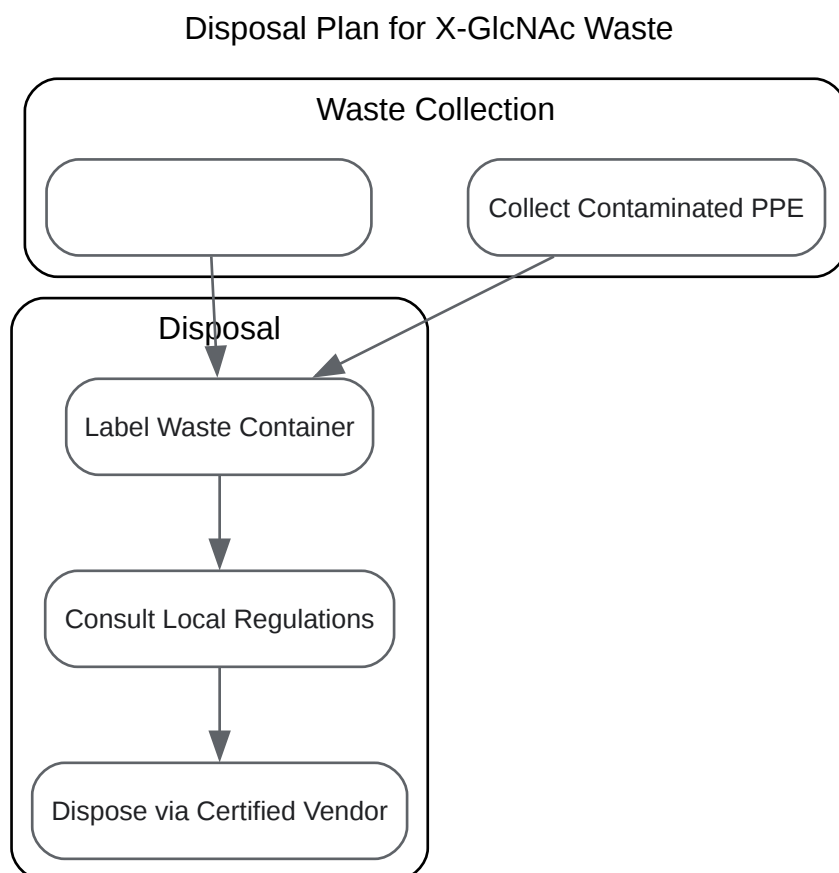 Disposal Plan for X-GlcNAc Waste
Waste Collection
Collect Contaminated PPE
Disposal
Label Waste Container
Consult Local Regulations
Dispose via Certified Vendor